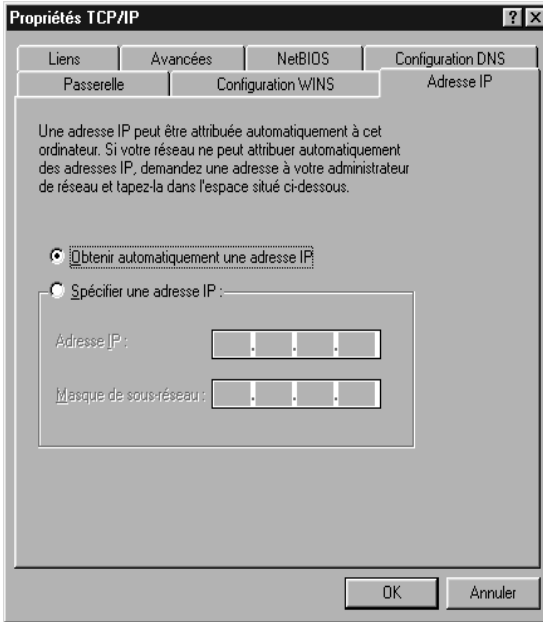 Propriétés TCP/IP
Liens Avancées NetBIOS Configuration DNS
Passerelle Configuration WINS Adresse IP
Une adresse IP peut être attribuée automatiquement à cet
ordinateur. Si votre réseau ne peut attribuer automatiquement
des adresses IP, demandez une adresse à votre administrateur
de réseau et tapez-la dans l'espace situé ci-dessous.
Obtenir automatiquement une adresse IP
Spécifier une adresse IP :
Adresse IP :
Masque de sous-réseau :
OK Annuler